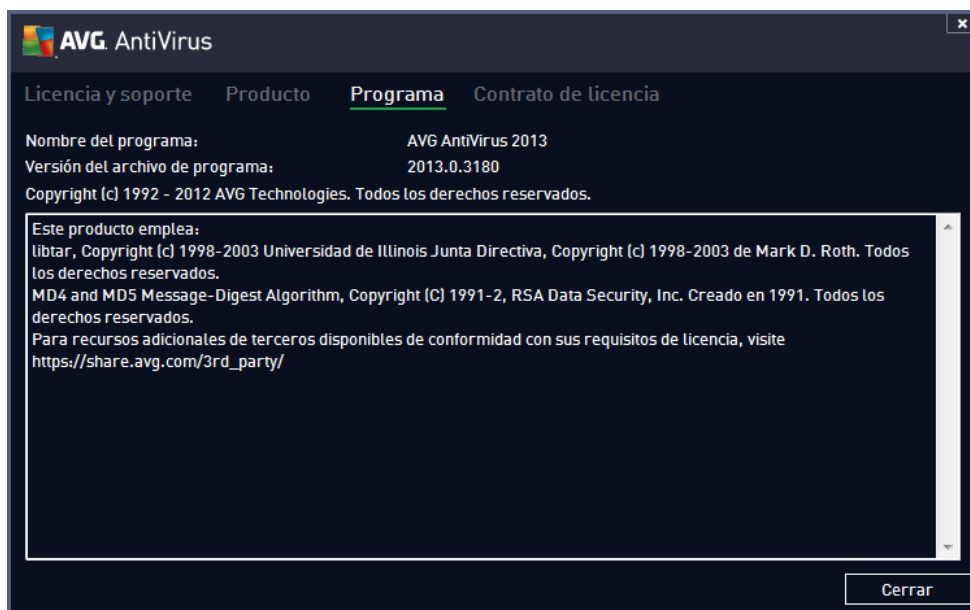 AVG. AntiVirus
Licencia y soporte Producto Programa Contrato de licencia
Nombre del programa: AVG AntiVirus 2013
Versión del archivo de programa: 2013.0.3180
Copyright (c) 1992 - 2012 AVG Technologies. Todos los derechos reservados.
Este producto emplea:
libtar, Copyright (c) 1998-2003 Universidad de Illinois Junta Directiva, Copyright (c) 1998-2003 de Mark D. Roth. Todos
los derechos reservados.
MD4 and MD5 Message-Digest Algorithm, Copyright (C) 1991-2, RSA Data Security, Inc. Creado en 1991. Todos los
derechos reservados.
Para recursos adicionales de terceros disponibles de conformidad con sus requisitos de licencia, visite
https://share.avg.com/3rd_party/
Cerrar